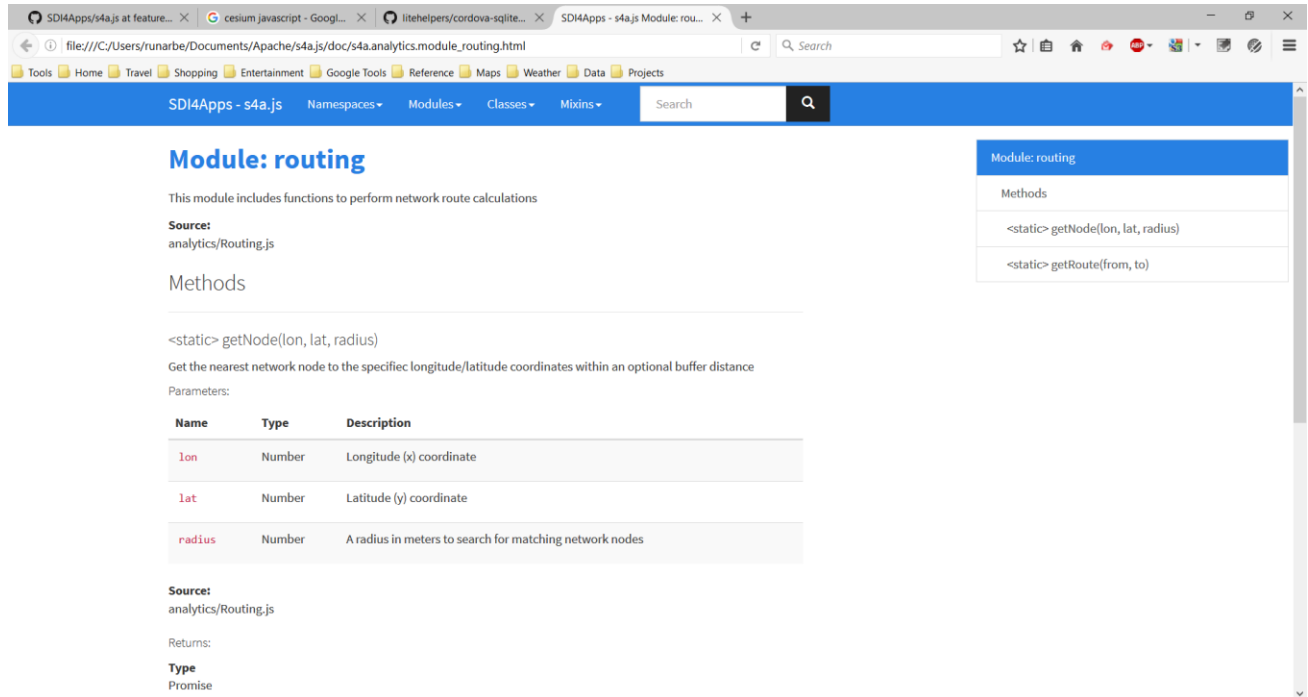 SDI4Apps/s4a.js at feature...
cesium javascript - Googl...
litehelpers/cordova-sqlite...
SDI4Apps - s4a.js Module: rou...
file:///C:/Users/runarbe/Documents/Apache/s4a.js/doc/s4a.analytics.module_routing.html
Search
ABP
Tools Home Travel Shopping Entertainment Google Tools Reference Maps Weather Data Projects
SDI4Apps - s4a.js Namespaces Modules Classes Mixins Search
Module: routing
This module includes functions to perform network route calculations
Source:
analytics/Routing.js
Methods
<static> getNode(lon, lat, radius)
Get the nearest network node to the specifiec longitude/latitude coordinates within an optional buffer distance
Parameters:
Name Type Description
lon Number Longitude (x) coordinate
lat Number Latitude (y) coordinate
radius Number A radius in meters to search for matching network nodes
Source:
analytics/Routing.js
Returns:
Type
Promise
Module: routing
Methods
<static> getNode(lon, lat, radius)
<static> getRoute(from, to)